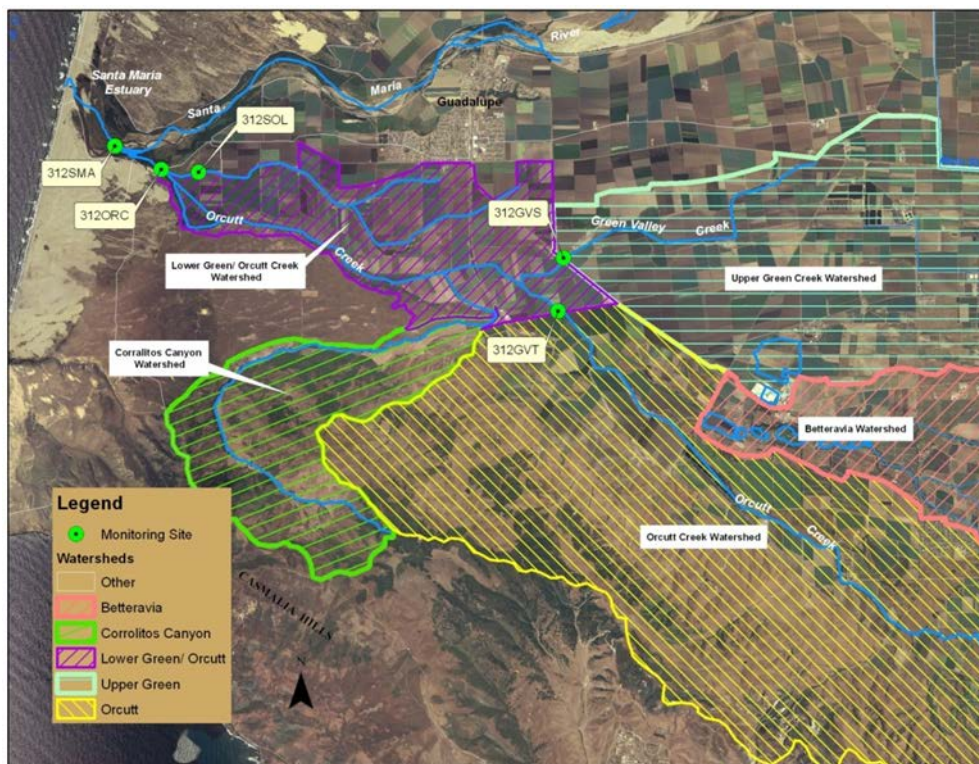 Santa Maria
Estuary
Santa
Maria
River
Guadalupe
312SMA
312SOL
312ORC
Orcutt
Creek
312GVS
Green Valley
Creek
Lower Green/ Orcutt Creek
Watershed
Upper Green Creek Watershed
312GVT
Corralitos Canyon
Watershed
Betteravia Watershed
Orcutt
Creek
Orcutt Creek Watershed
CASMALIA HILLS
N
Legend
Monitoring Site
Watersheds
Other
Betteravia
Corrolitos Canyon
Lower Green/ Orcutt
Upper Green
Orcutt